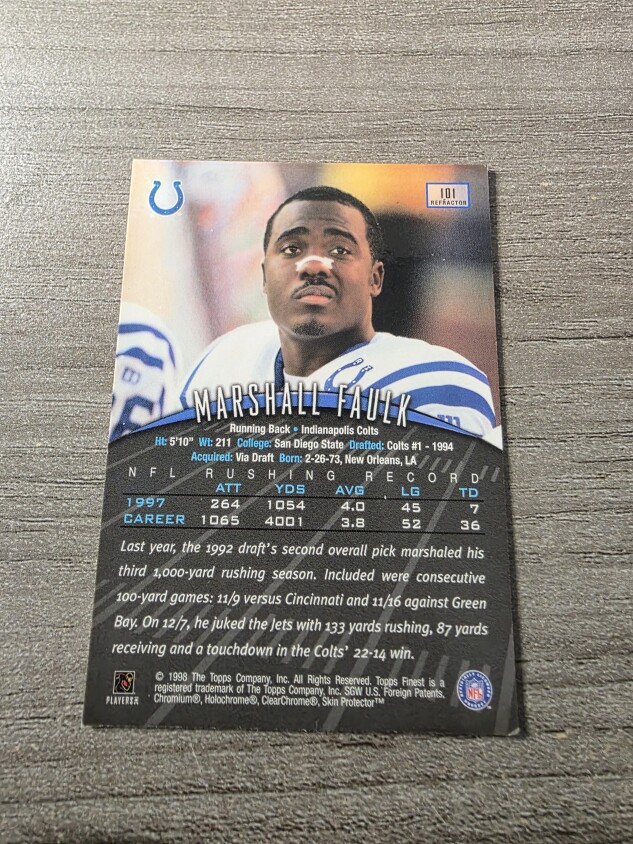 101
REFRACTOR
MARSHALL FAULK
Running Back • Indianapolis Colts
Ht: 5'10" Wt: 211 College: San Diego State Drafted: Colts #1 - 1994
Acquired: Via Draft Born: 2-26-73, New Orleans, LA
NFL RUSHING RECORD
ATT YDS AVG LG TD
1997 264 1054 4.0 45 7
CAREER 1065 4001 3.8 52 36
Last year, the 1992 draft's second overall pick marshaled his
third 1,000-yard rushing season. Included were consecutive
100-yard games: 11/9 versus Cincinnati and 11/16 against Green
Bay. On 12/7, he juked the Jets with 133 yards rushing, 87 yards
receiving and a touchdown in the Colts' 22-14 win.
© 1998 The Topps Company, Inc. All Rights Reserved. Topps Finest is a
registered trademark of The Topps Company, Inc. SGW U.S. Foreign Patents,
Chromium®, Holochrome®, ClearChrome®, Skin Protector™
PLAYERS
NFL